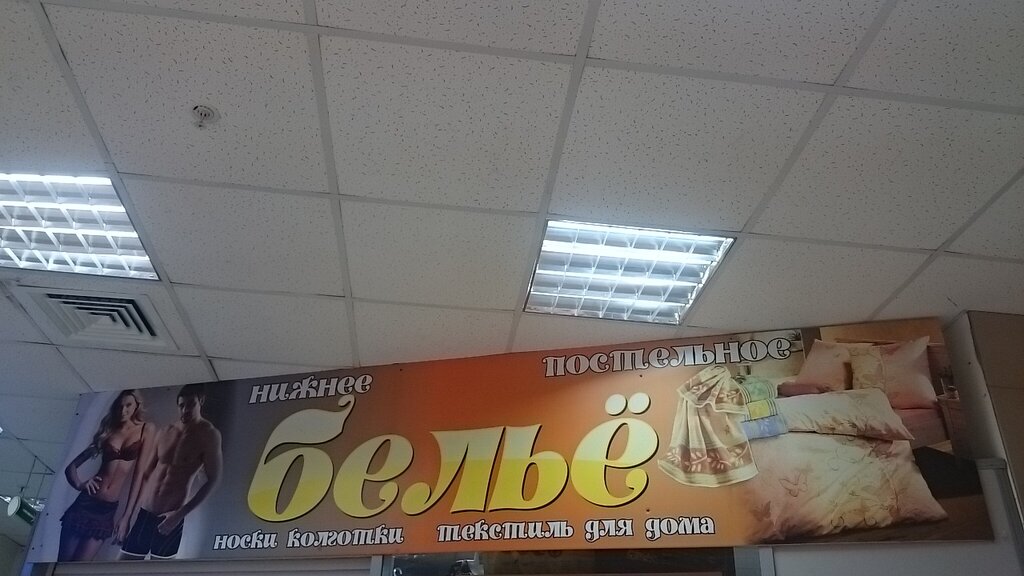 нижнее
постельное
бельё
носки колготки
текстиль для дома